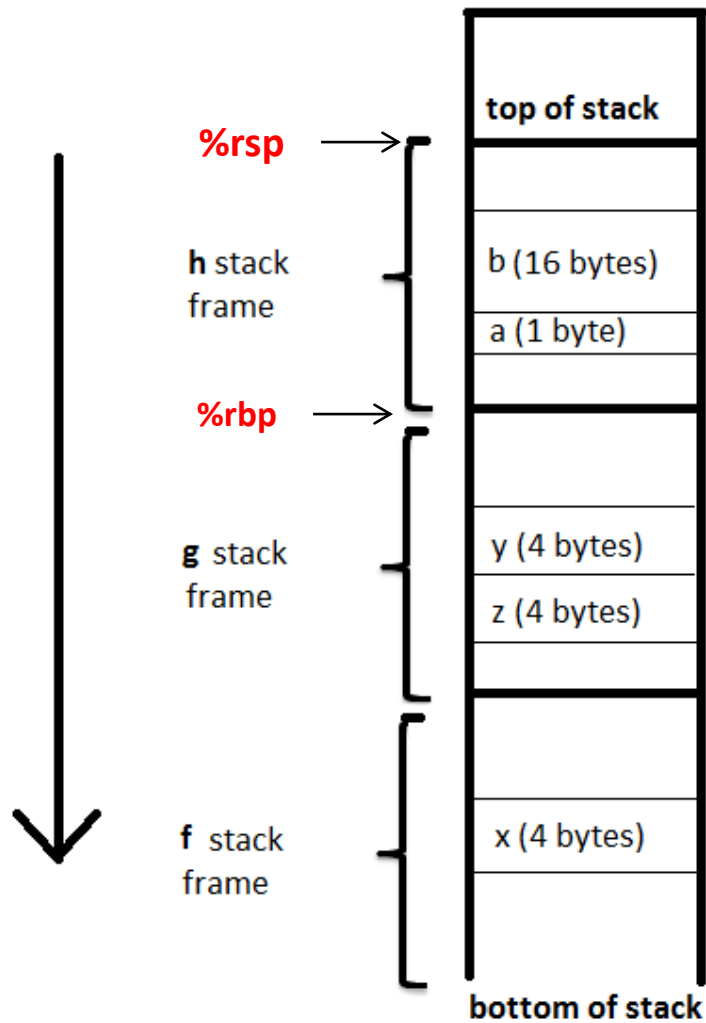 top of stack
%rsp
h stack
frame
b (16 bytes)
a (1 byte)
%rbp
g stack
frame
y (4 bytes)
z (4 bytes)
f stack
frame
x (4 bytes)
bottom of stack